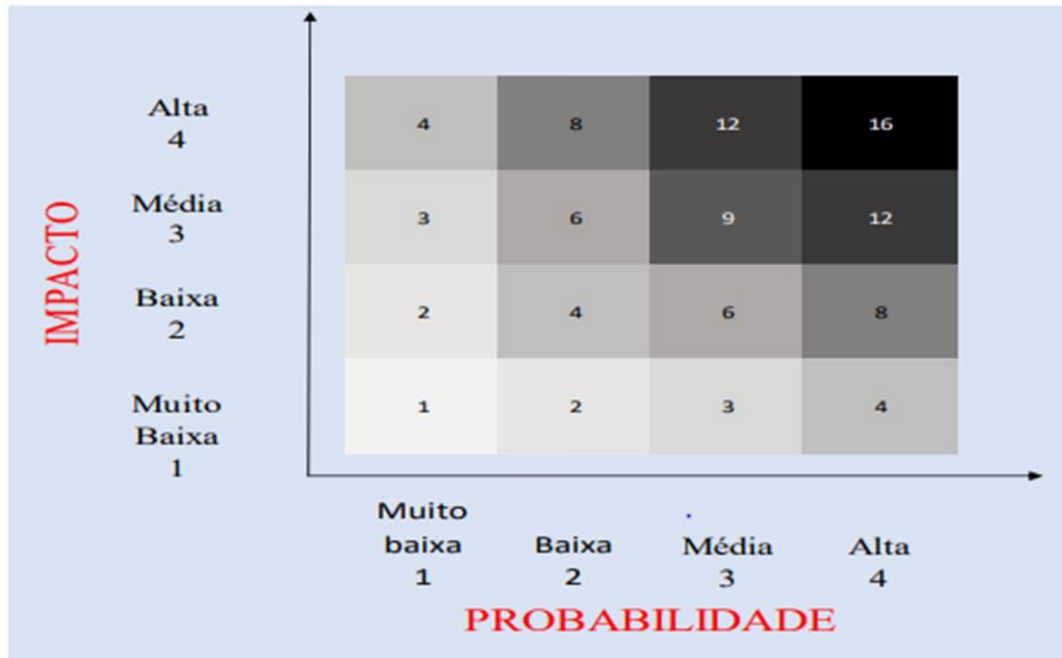 Alta
4
4 8 12 16
Média
3
3 6 9 12
IMPACTO
Baixa
2
2 4 6 8
Muito
Baixa
1
1 2 3 4
Muito
baixa
1
Baixa
2
Média
3
Alta
4
PROBABILIDADE